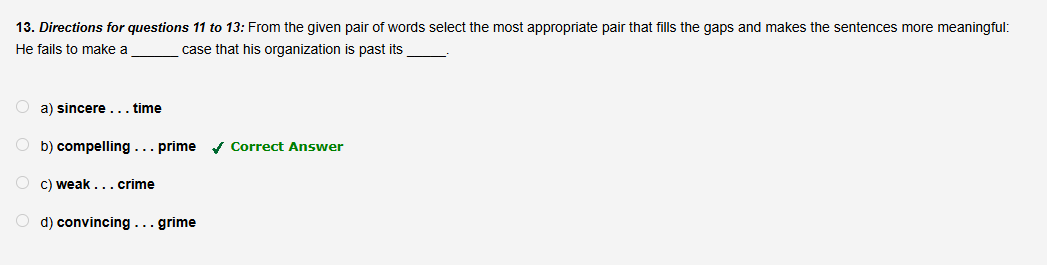 13. Directions for questions 11 to 13: From the given pair of words select the most appropriate pair that fills the gaps and makes the sentences more meaningful:
He fails to make a ______ case that his organization is past its _____.
a) sincere . . . time
b) compelling . . . prime ✓ Correct Answer
c) weak . . . crime
d) convincing . . . grime